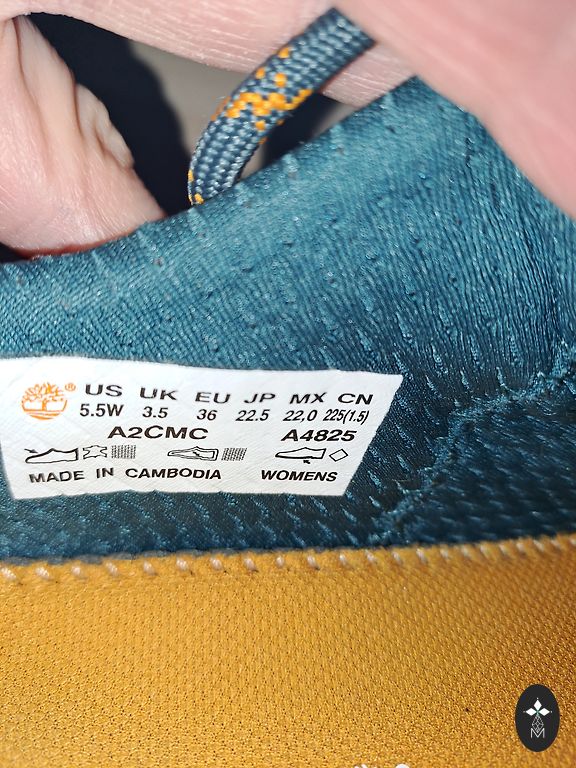 ® US UK EU JP MX CN
5.5W 3.5 36 22.5 22,0 225(1.5)
A2CMC A4825
MADE IN CAMBODIA WOMENS
M